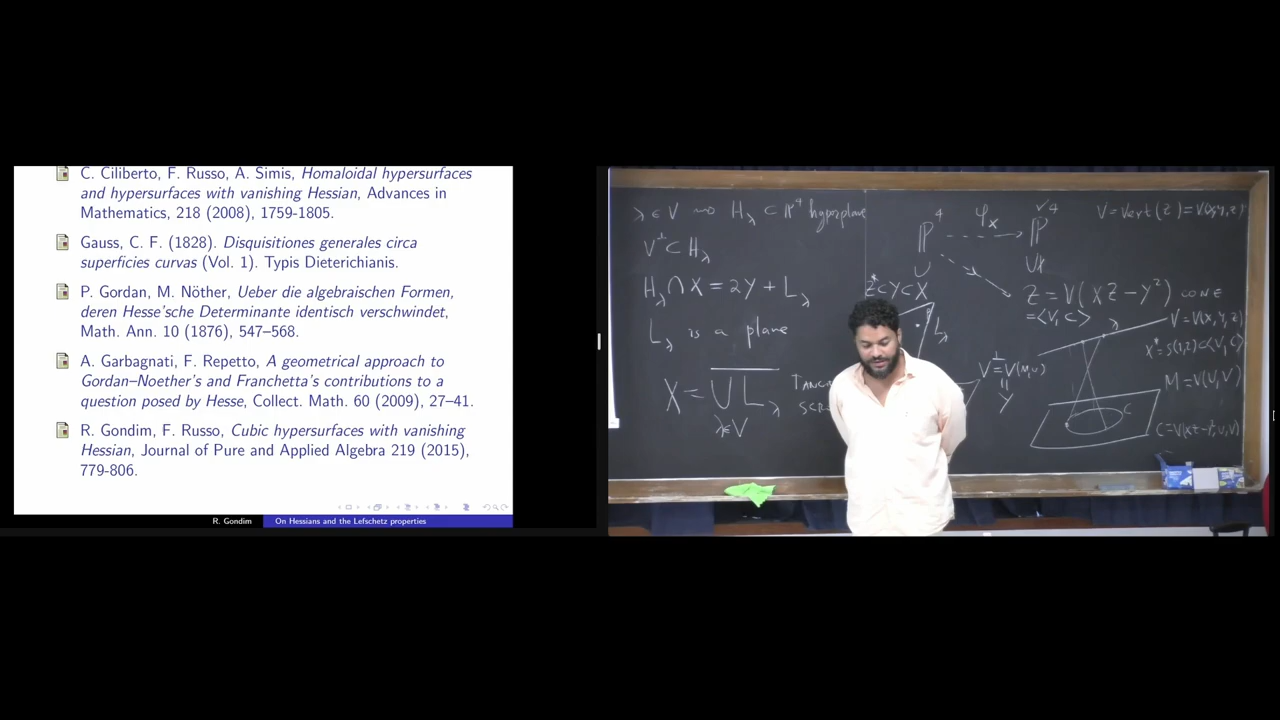 C. Ciliberto, F. Russo, A. Simis, Homaloidal hypersurfaces
and hypersurfaces with vanishing Hessian, Advances in
Mathematics, 218 (2008), 1759-1805.
Gauss, C. F. (1828). Disquisitiones generales circa
superficies curvas (Vol. 1). Typis Dieterichianis.
P. Gordan, M. Nöther, Ueber die algebraischen Formen,
deren Hesse'sche Determinante identisch verschwindet,
Math. Ann. 10 (1876), 547–568.
A. Garbagnati, F. Repetto, A geometrical approach to
Gordan–Noether's and Franchetta's contributions to a
question posed by Hesse, Collect. Math. 60 (2009), 27–41.
R. Gondim, F. Russo, Cubic hypersurfaces with vanishing
Hessian, Journal of Pure and Applied Algebra 219 (2015),
779-806.
R. Gondim On Hessians and the Lefschetz properties
λ∈V ⇝ H_λ ⊂ P⁴ hyperplane
V^⊥ ⊂ H_λ
H_λ ∩ X = 2Y + L_λ
L_λ is a plane
X = ∪ L_λ
λ∈V
P⁴ φ_X P^∨4
∪ ∪
Z* ⊂ Y ⊂ X
L_λ
V = Vert(Z) =
Z = V(XZ-Y²) CONE
= <V, C>
V = V(X,Y,Z)
λ
M = V(U,V)
C
Y